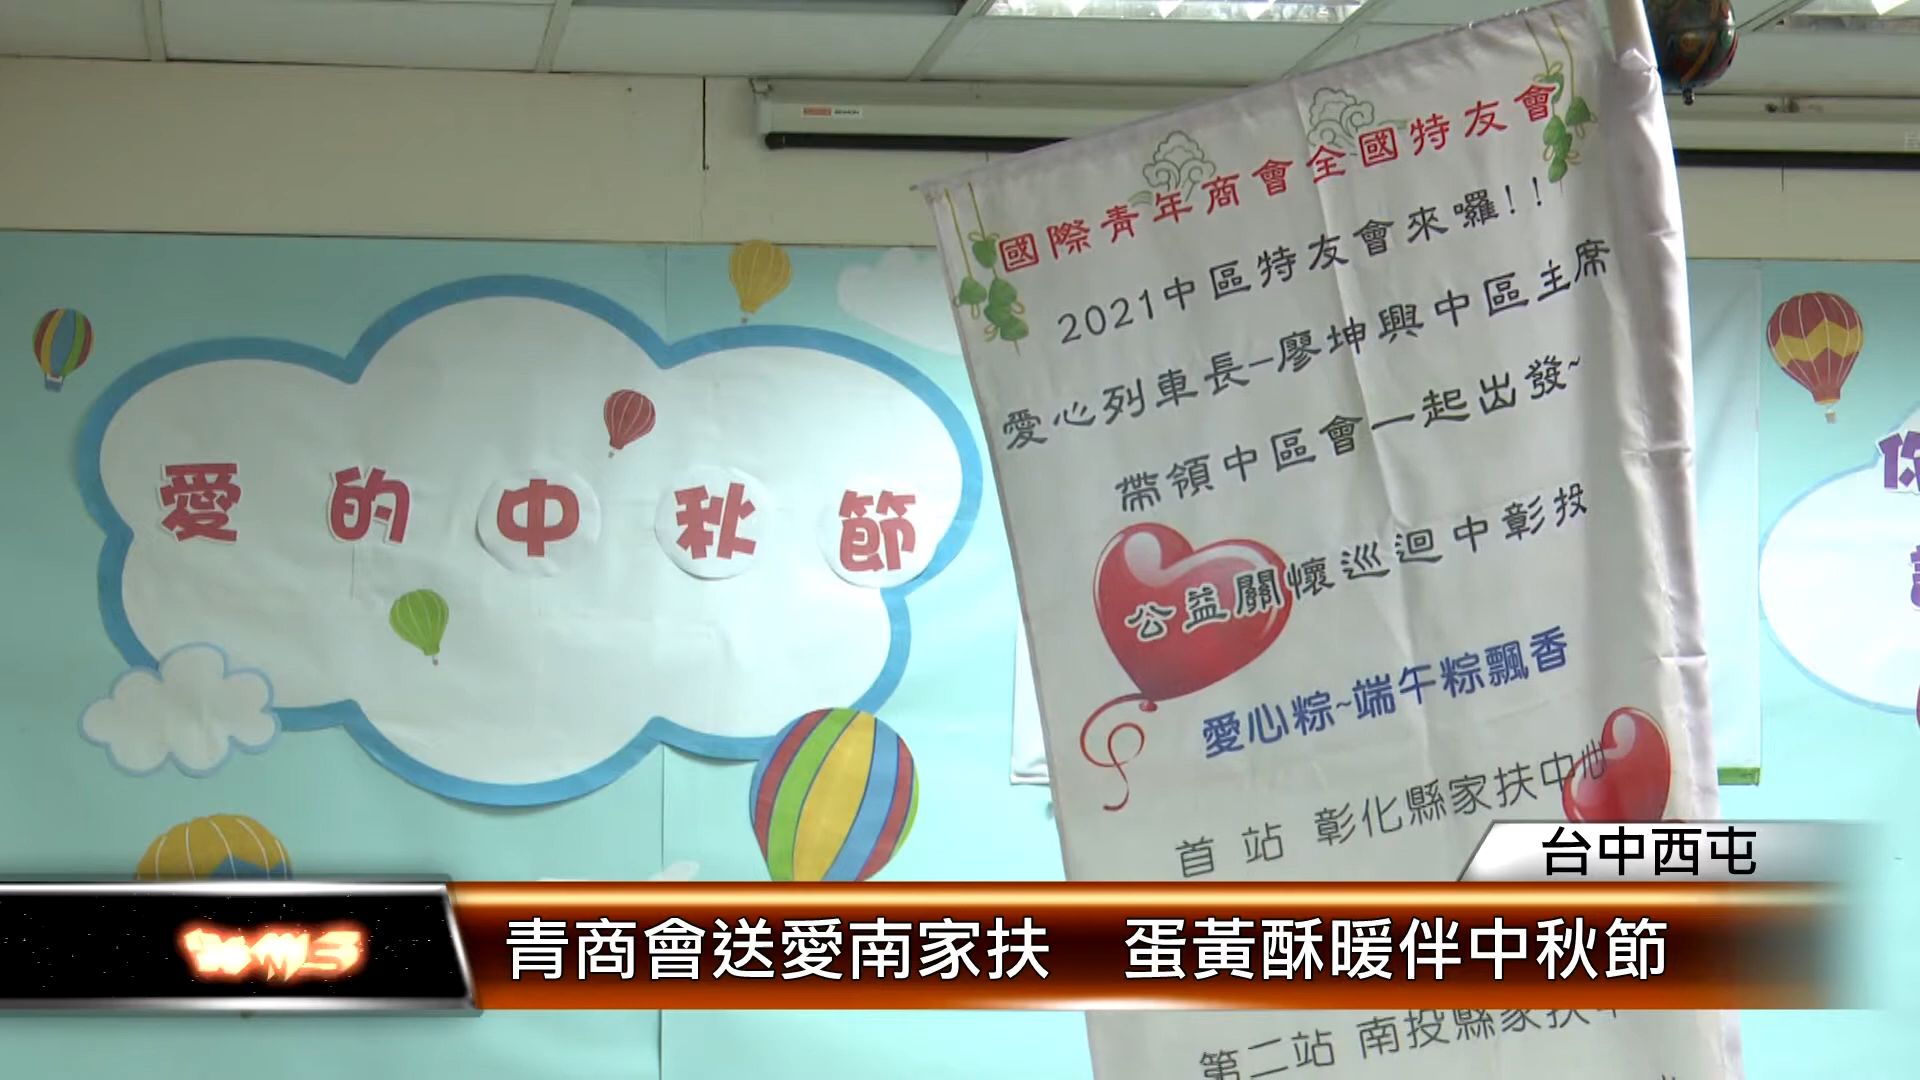 國際青年商會全國特友會
2021中區特友會來囉!!
愛心列車長-廖坤興中區主席
帶領中區會一起出發~
公益關懷巡迴中彰投
愛心粽~端午粽飄香
首 站 彰化縣家扶中心
第二站 南投縣家扶中
愛的中秋節
你
台中西屯
青商會送愛南家扶 蛋黃酥暖伴中秋節